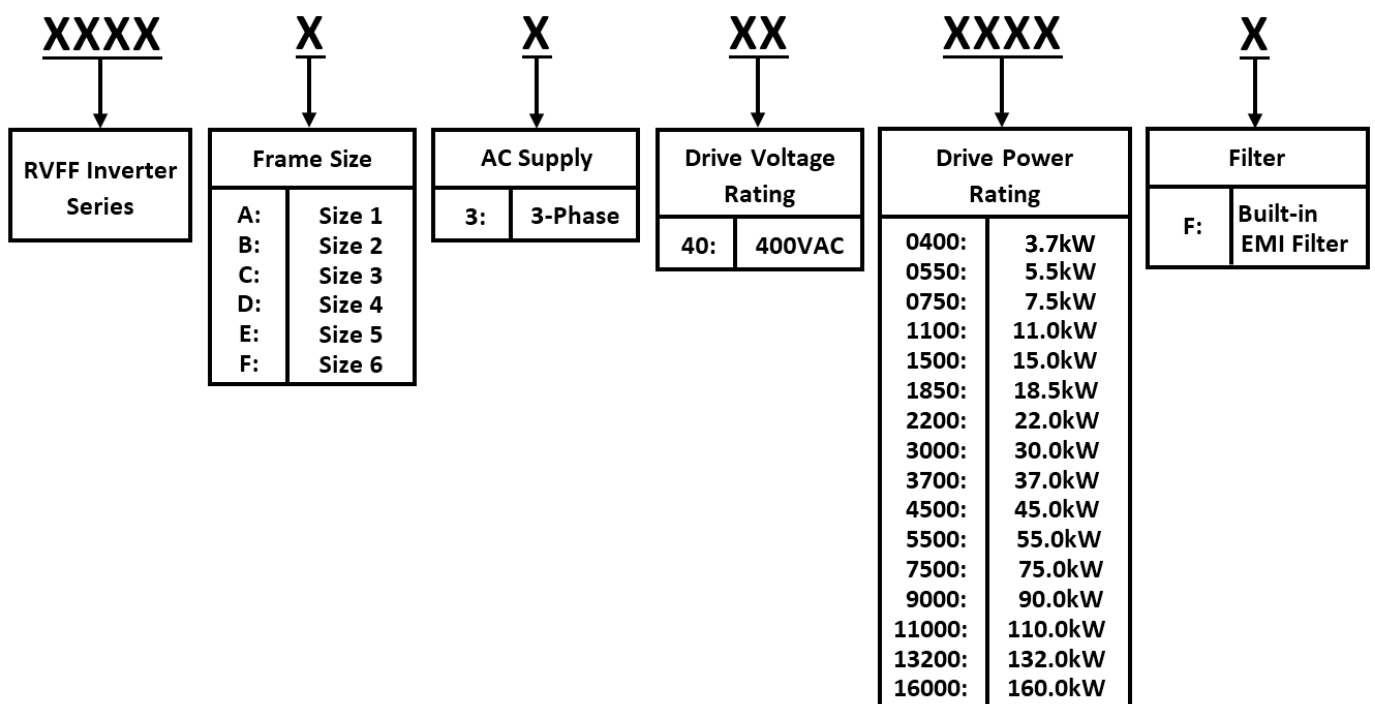 XXXX X X XX XXXX X
RVFF Inverter
Series
Frame Size
A: Size 1
B: Size 2
C: Size 3
D: Size 4
E: Size 5
F: Size 6
AC Supply
3: 3-Phase
Drive Voltage
Rating
40: 400VAC
Drive Power
Rating
0400: 3.7kW
0550: 5.5kW
0750: 7.5kW
1100: 11.0kW
1500: 15.0kW
1850: 18.5kW
2200: 22.0kW
3000: 30.0kW
3700: 37.0kW
4500: 45.0kW
5500: 55.0kW
7500: 75.0kW
9000: 90.0kW
11000: 110.0kW
13200: 132.0kW
16000: 160.0kW
Filter
F: Built-in
EMI Filter